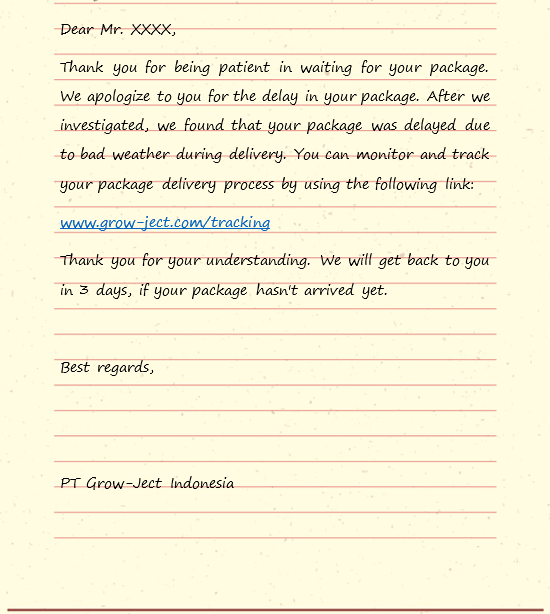 Dear Mr. XXXX,
Thank you for being patient in waiting for your package.
We apologize to you for the delay in your package. After we
investigated, we found that your package was delayed due
to bad weather during delivery. You can monitor and track
your package delivery process by using the following link:
www.grow-ject.com/tracking
Thank you for your understanding. We will get back to you
in 3 days, if your package hasn't arrived yet.
Best regards,
PT Grow-Ject Indonesia